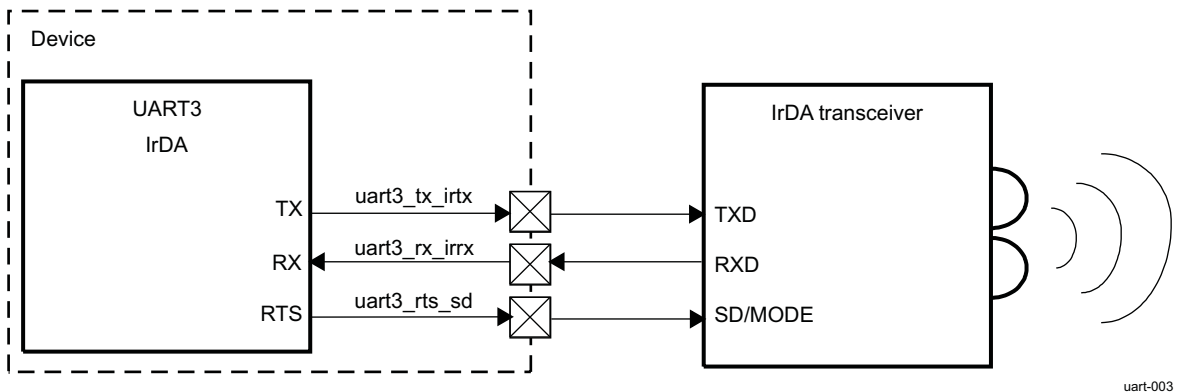 Device
UART3
IrDA
IrDA transceiver
TX
uart3_tx_irtx
TXD
RX
uart3_rx_irrx
RXD
RTS
uart3_rts_sd
SD/MODE
uart-003